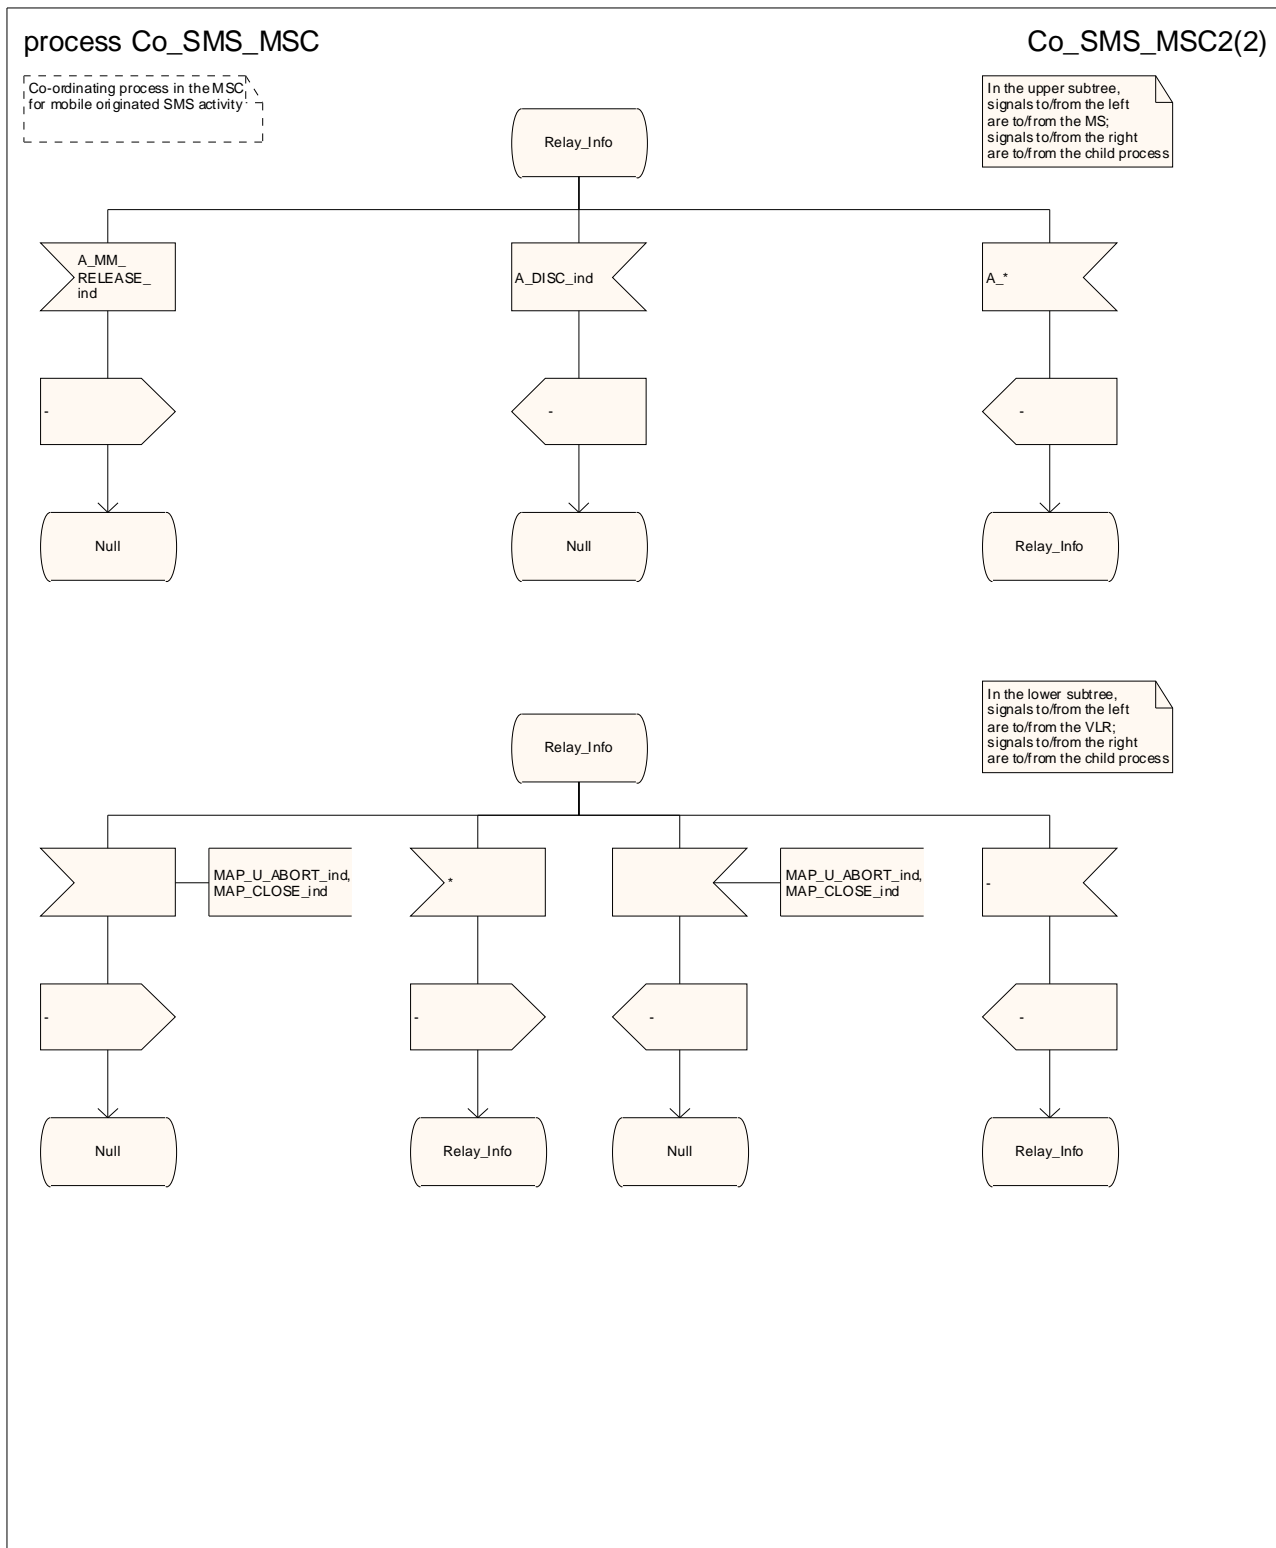 process Co_SMS_MSC
Co_SMS_MSC2(2)
Co-ordinating process in the MSC
for mobile originated SMS activity
In the upper subtree,
signals to/from the left
are to/from the MS;
signals to/from the right
are to/from the child process
Relay_Info
A_MM_
RELEASE_
ind
A_DISC_ind
A_*
-
-
-
Null
Null
Relay_Info
In the lower subtree,
signals to/from the left
are to/from the VLR;
signals to/from the right
are to/from the child process
Relay_Info
MAP_U_ABORT_ind,
MAP_CLOSE_ind
*
MAP_U_ABORT_ind,
MAP_CLOSE_ind
-
-
-
-
-
Null
Relay_Info
Null
Relay_Info